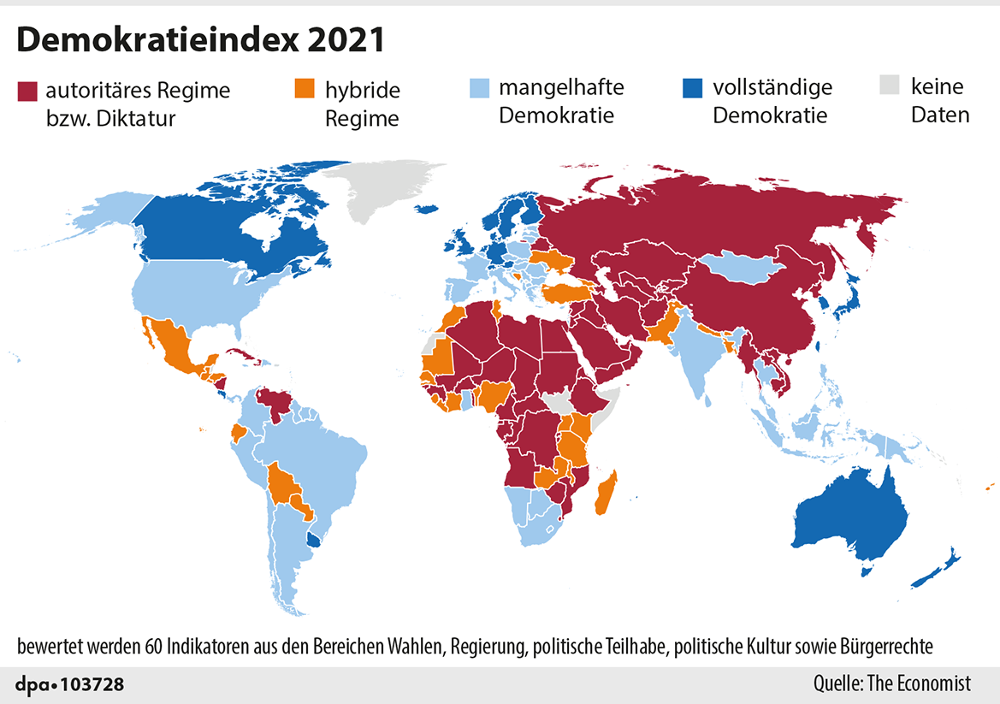 Demokratieindex 2021
autoritäres Regime
bzw. Diktatur
hybride
Regime
mangelhafte
Demokratie
vollständige
Demokratie
keine
Daten
bewertet werden 60 Indikatoren aus den Bereichen Wahlen, Regierung, politische Teilhabe, politische Kultur sowie Bürgerrechte
dpa•103728
Quelle: The Economist